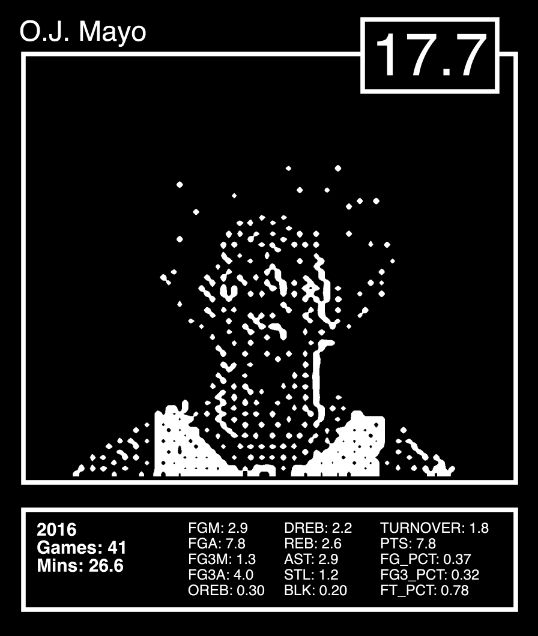 O.J. Mayo
17.7
2016
Games: 41
Mins: 26.6
FGM: 2.9
FGA: 7.8
FG3M: 1.3
FG3A: 4.0
OREB: 0.30
DREB: 2.2
REB: 2.6
AST: 2.9
STL: 1.2
BLK: 0.20
TURNOVER: 1.8
PTS: 7.8
FG_PCT: 0.37
FG3_PCT: 0.32
FT_PCT: 0.78